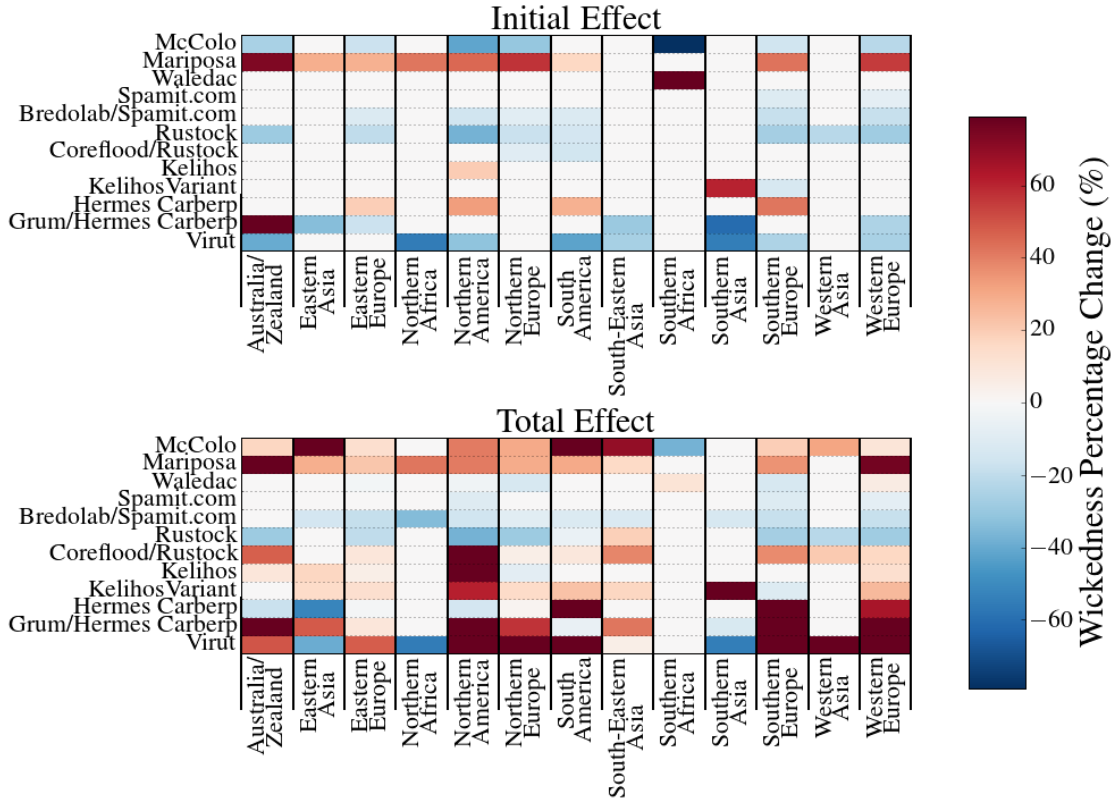 Initial Effect
McColo
Mariposa
Waledac
Spamit.com
Bredolab/Spamit.com
Rustock
Coreflood/Rustock
Kelihos
KelihosVariant
Hermes Carberp
Grum/Hermes Carberp
Virut
Australia/
Zealand
Eastern
Asia
Eastern
Europe
Northern
Africa
Northern
America
Northern
Europe
South
America
South-Eastern
Asia
Southern
Africa
Southern
Asia
Southern
Europe
Western
Asia
Western
Europe
Total Effect
McColo
Mariposa
Waledac
Spamit.com
Bredolab/Spamit.com
Rustock
Coreflood/Rustock
Kelihos
KelihosVariant
Hermes Carberp
Grum/Hermes Carberp
Virut
Australia/
Zealand
Eastern
Asia
Eastern
Europe
Northern
Africa
Northern
America
Northern
Europe
South
America
South-Eastern
Asia
Southern
Africa
Southern
Asia
Southern
Europe
Western
Asia
Western
Europe
60
40
20
0
−20
−40
−60
Wickedness Percentage Change (%)